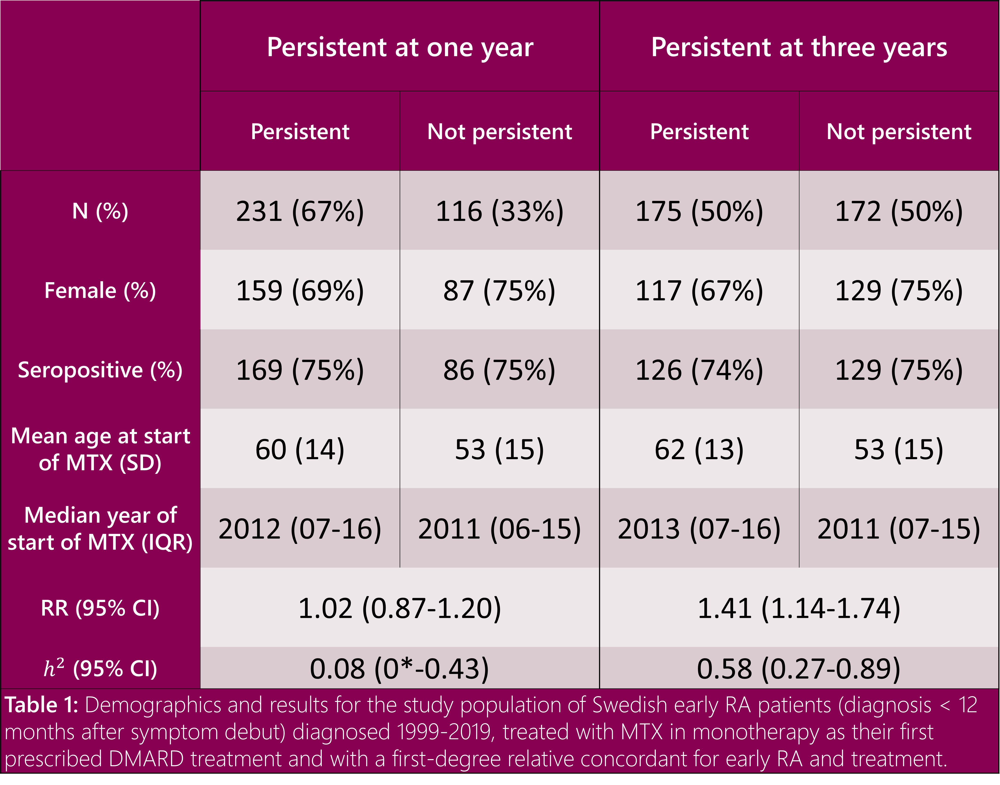 Persistent at one year Persistent at three years
Persistent Not persistent Persistent Not persistent
N (%) 231 (67%) 116 (33%) 175 (50%) 172 (50%)
Female (%) 159 (69%) 87 (75%) 117 (67%) 129 (75%)
Seropositive (%) 169 (75%) 86 (75%) 126 (74%) 129 (75%)
Mean age at start
of MTX (SD) 60 (14) 53 (15) 62 (13) 53 (15)
Median year of
start of MTX (IQR) 2012 (07-16) 2011 (06-15) 2013 (07-16) 2011 (07-15)
RR (95% CI) 1.02 (0.87-1.20) 1.41 (1.14-1.74)
h² (95% CI) 0.08 (0*-0.43) 0.58 (0.27-0.89)
Table 1: Demographics and results for the study population of Swedish early RA patients (diagnosis < 12
months after symptom debut) diagnosed 1999-2019, treated with MTX in monotherapy as their first
prescribed DMARD treatment and with a first-degree relative concordant for early RA and treatment.